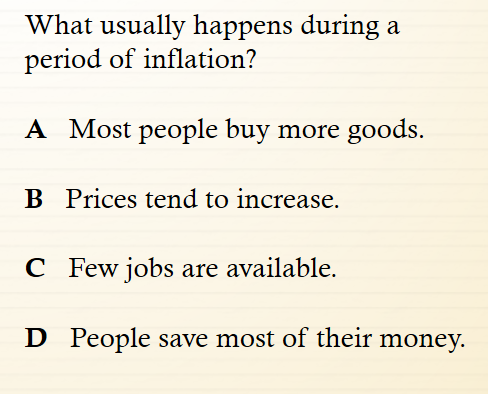 What usually happens during a
period of inflation?
A Most people buy more goods.
B Prices tend to increase.
C Few jobs are available.
D People save most of their money.